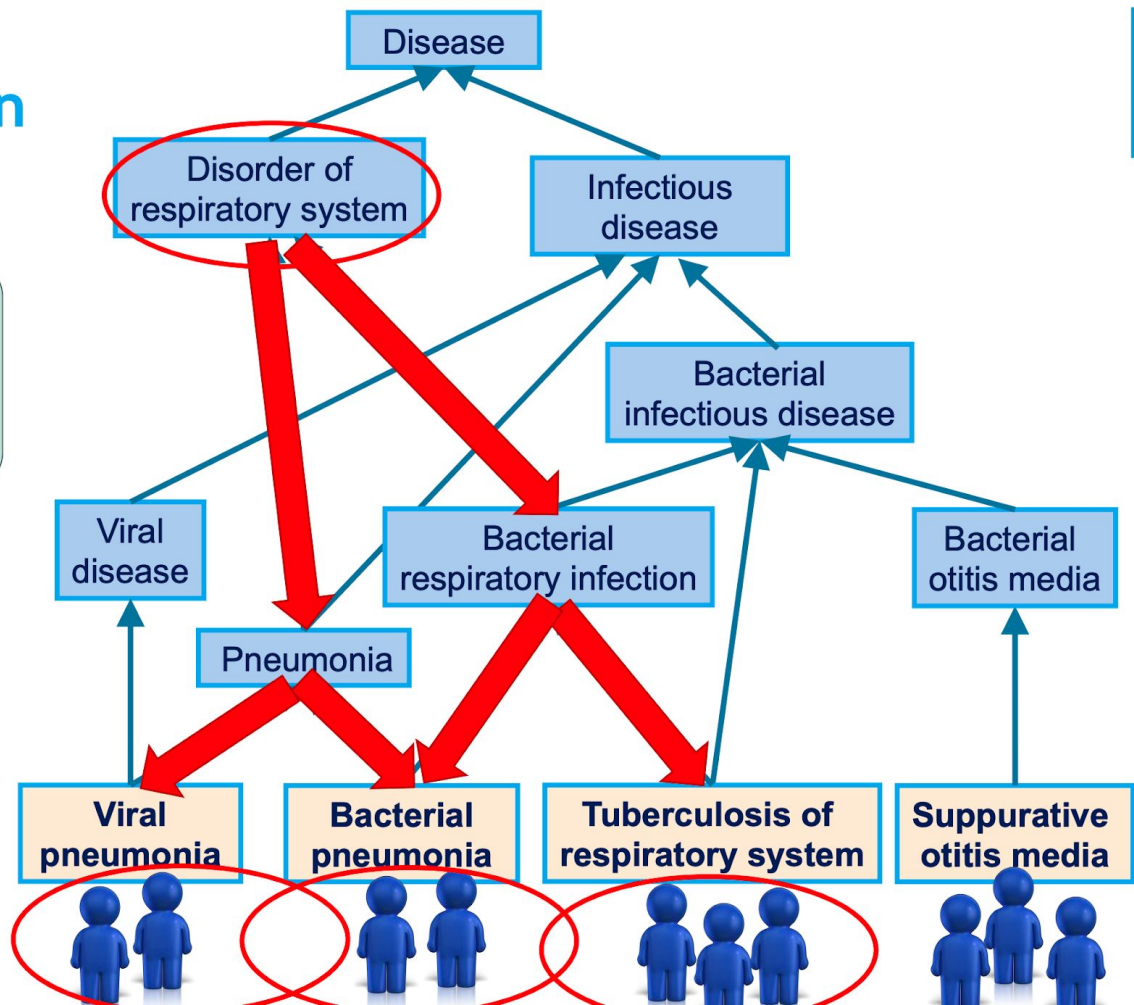 Disease
n
Disorder of
respiratory system
Infectious
disease
Bacterial
infectious disease
Viral
disease
Bacterial
respiratory infection
Bacterial
otitis media
Pneumonia
Viral
pneumonia
Bacterial
pneumonia
Tuberculosis of
respiratory system
Suppurative
otitis media